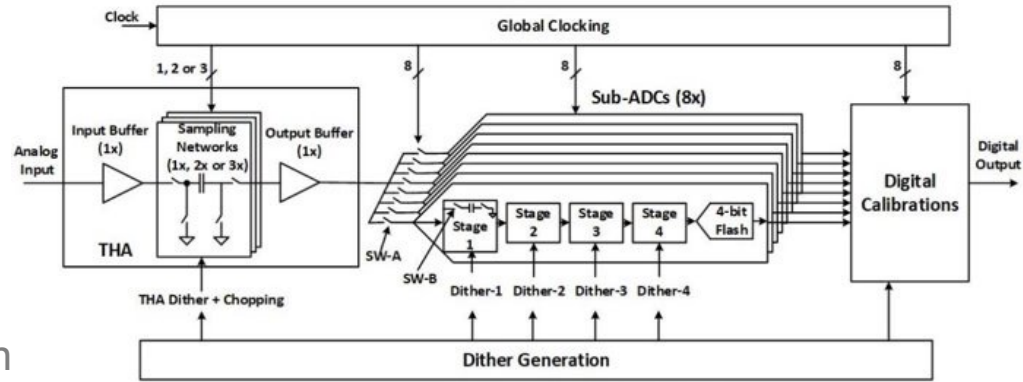 Clock
Global Clocking
1, 2 or 3
8
8
8
Sub-ADCs (8x)
Input Buffer
(1x)
Sampling
Networks
(1x, 2x or 3x)
Output Buffer
(1x)
Analog
Input
THA
SW-A
SW-B
Stage
1
Stage
2
Stage
3
Stage
4
4-bit
Flash
Digital
Calibrations
Digital
Output
THA Dither + Chopping
Dither-1
Dither-2
Dither-3
Dither-4
Dither Generation